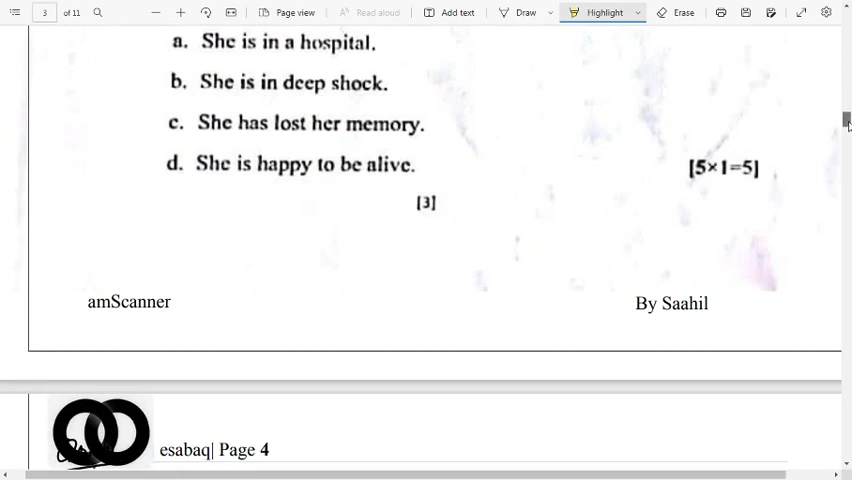 3 of 11 Page view Read aloud Add text Draw Highlight Erase
a. She is in a hospital.
b. She is in deep shock.
c. She has lost her memory.
d. She is happy to be alive. [5×1=5]
[3]
amScanner By Saahil
esabaq| Page 4